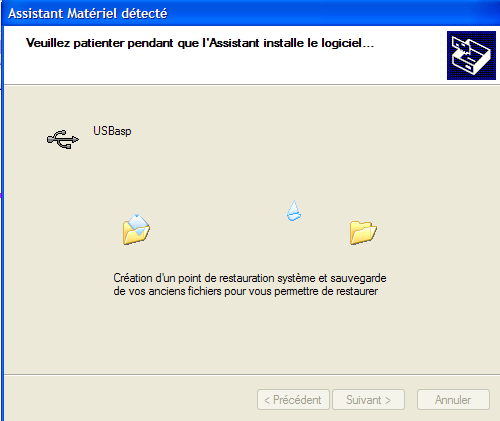 Assistant Matériel détecté
Veuillez patienter pendant que l'Assistant installe le logiciel...
USBasp
Création d'un point de restauration système et sauvegarde
de vos anciens fichiers pour vous permettre de restaurer
< Précédent
Suivant >
Annuler